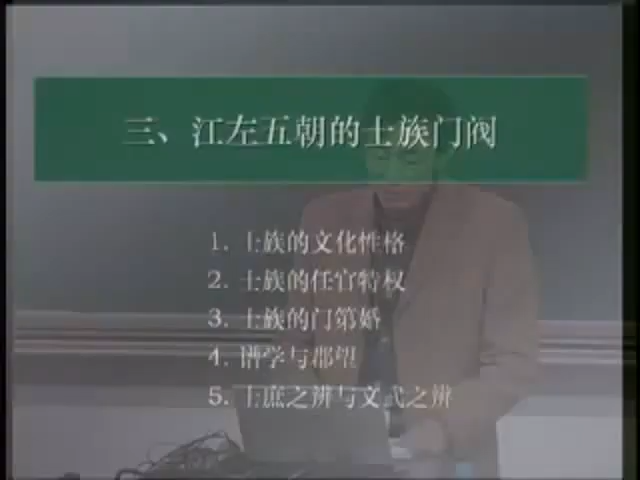 三、江左五朝的士族门阀
1. 士族的文化性格
2. 士族的任官特权
3. 士族的门第婚
4. 谱学与郡望
5. 士庶之辨与文武之辨